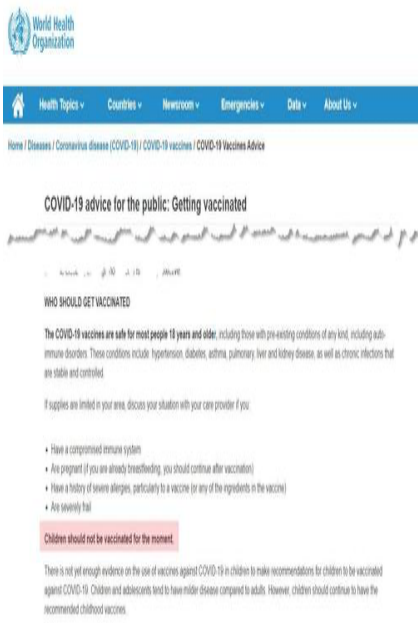 World Health
Organization
Health Topics
Countries
Newsroom
Emergencies
Data
About Us
Home / Diseases / Coronavirus disease (COVID-19) / COVID-19 vaccines / COVID-19 Vaccines Advice
COVID-19 advice for the public: Getting vaccinated
WHO SHOULD GET VACCINATED
The COVID-19 vaccines are safe for most people 18 years and older, including those with pre-existing conditions of any kind, including auto-
immune disorders. These conditions include: hypertension, diabetes, asthma, pulmonary, liver and kidney disease, as well as chronic infections that
are stable and controlled.
If supplies are limited in your area, discuss your situation with your care provider if you:
• Have a compromised immune system
• Are pregnant (if you are already breastfeeding, you should continue after vaccination)
• Have a history of severe allergies, particularly to a vaccine (or any of the ingredients in the vaccine)
• Are severely frail
Children should not be vaccinated for the moment.
There is not yet enough evidence on the use of vaccines against COVID-19 in children to make recommendations for children to be vaccinated
against COVID-19. Children and adolescents tend to have milder disease compared to adults. However, children should continue to have the
recommended childhood vaccines.